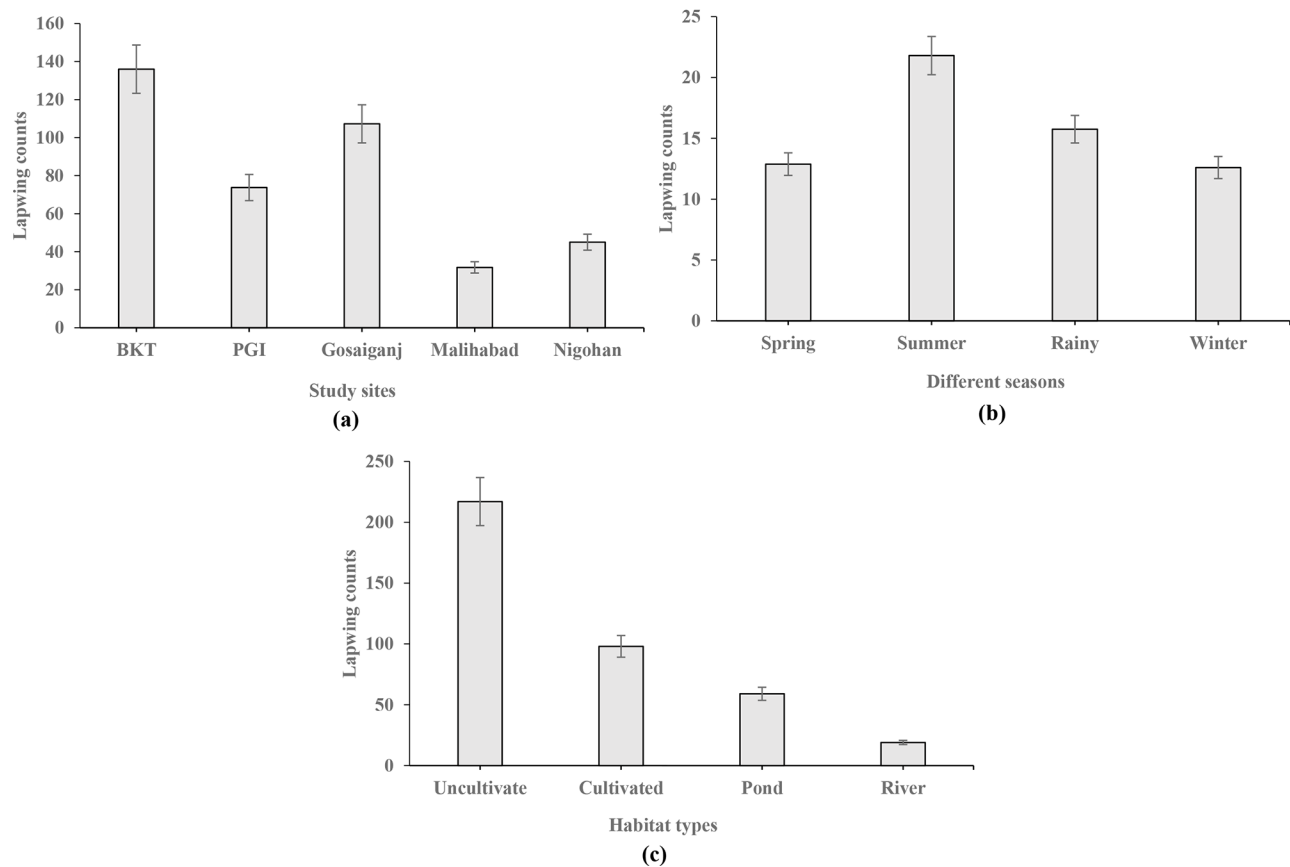 160
140
120
100
80
60
40
20
0
Lapwing counts
BKT PGI Gosaiganj Malihabad Nigohan
Study sites
(a)
25
20
15
10
5
0
Lapwing counts
Spring Summer Rainy Winter
Different seasons
(b)
250
200
150
100
50
0
Lapwing counts
Uncultivate Cultivated Pond River
Habitat types
(c)